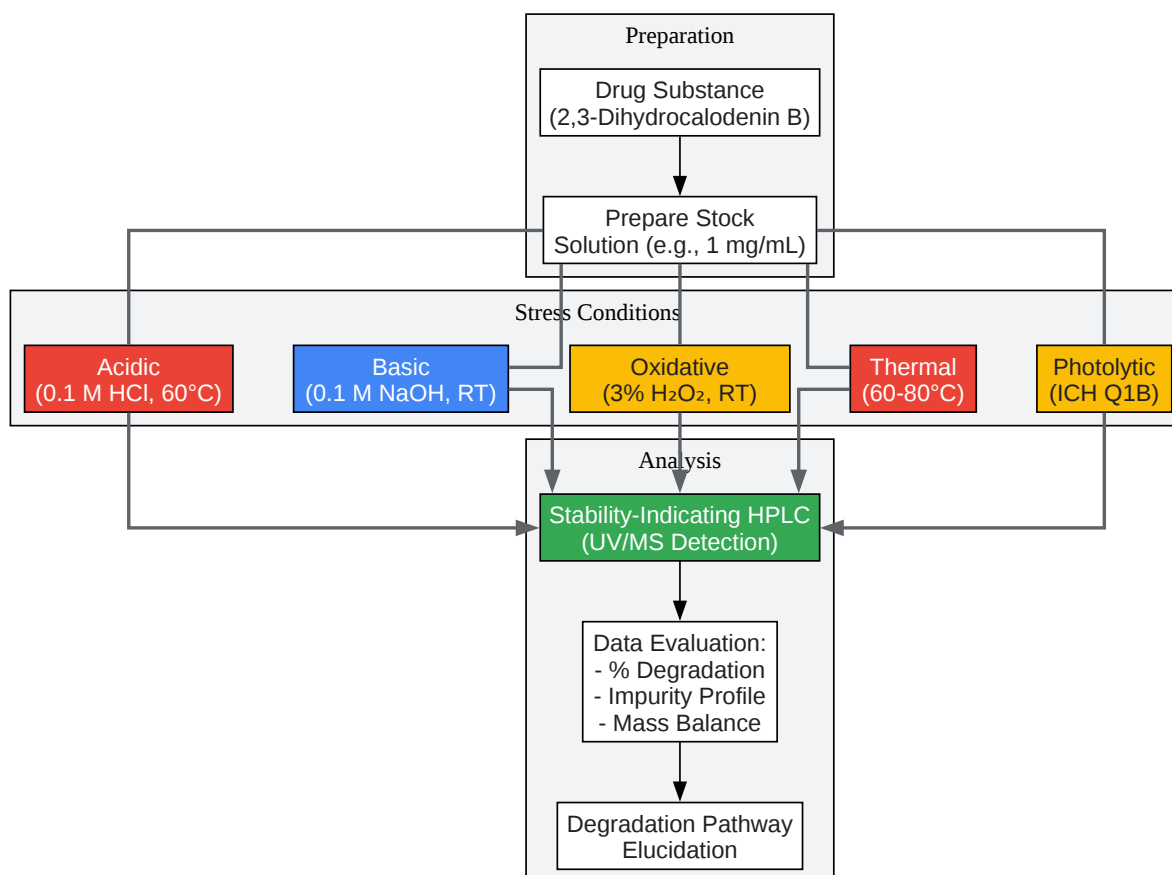 Preparation
Drug Substance
(2,3-Dihydrocalodenin B)
Prepare Stock
Solution (e.g., 1 mg/mL)
Stress Conditions
Acidic
(0.1 M HCl, 60°C)
Basic
(0.1 M NaOH, RT)
Oxidative
(3% H₂O₂, RT)
Thermal
(60-80°C)
Photolytic
(ICH Q1B)
Analysis
Stability-Indicating HPLC
(UV/MS Detection)
Data Evaluation:
- % Degradation
- Impurity Profile
- Mass Balance
Degradation Pathway
Elucidation